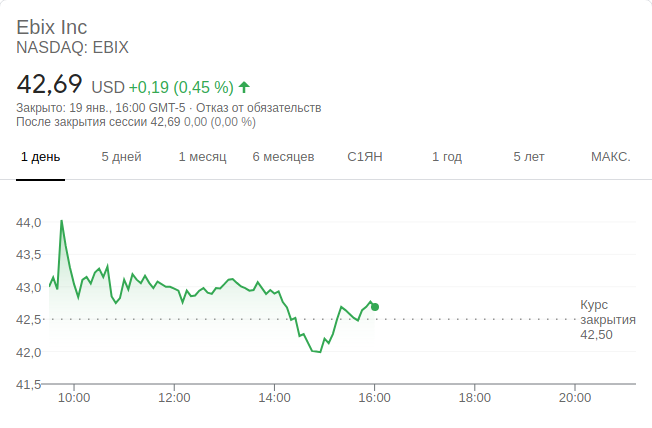 Ebix Inc
NASDAQ: EBIX
42,69 USD +0,19 (0,45 %)
Закрыто: 19 янв., 16:00 GMT-5 · Отказ от обязательств
После закрытия сессии 42,69 0,00 (0,00 %)
1 день 5 дней 1 месяц 6 месяцев С1ЯН 1 год 5 лет МАКС.
44,0
43,5
43,0
42,5
42,0
41,5
Курс
закрытия
42,50
10:00 12:00 14:00 16:00 18:00 20:00